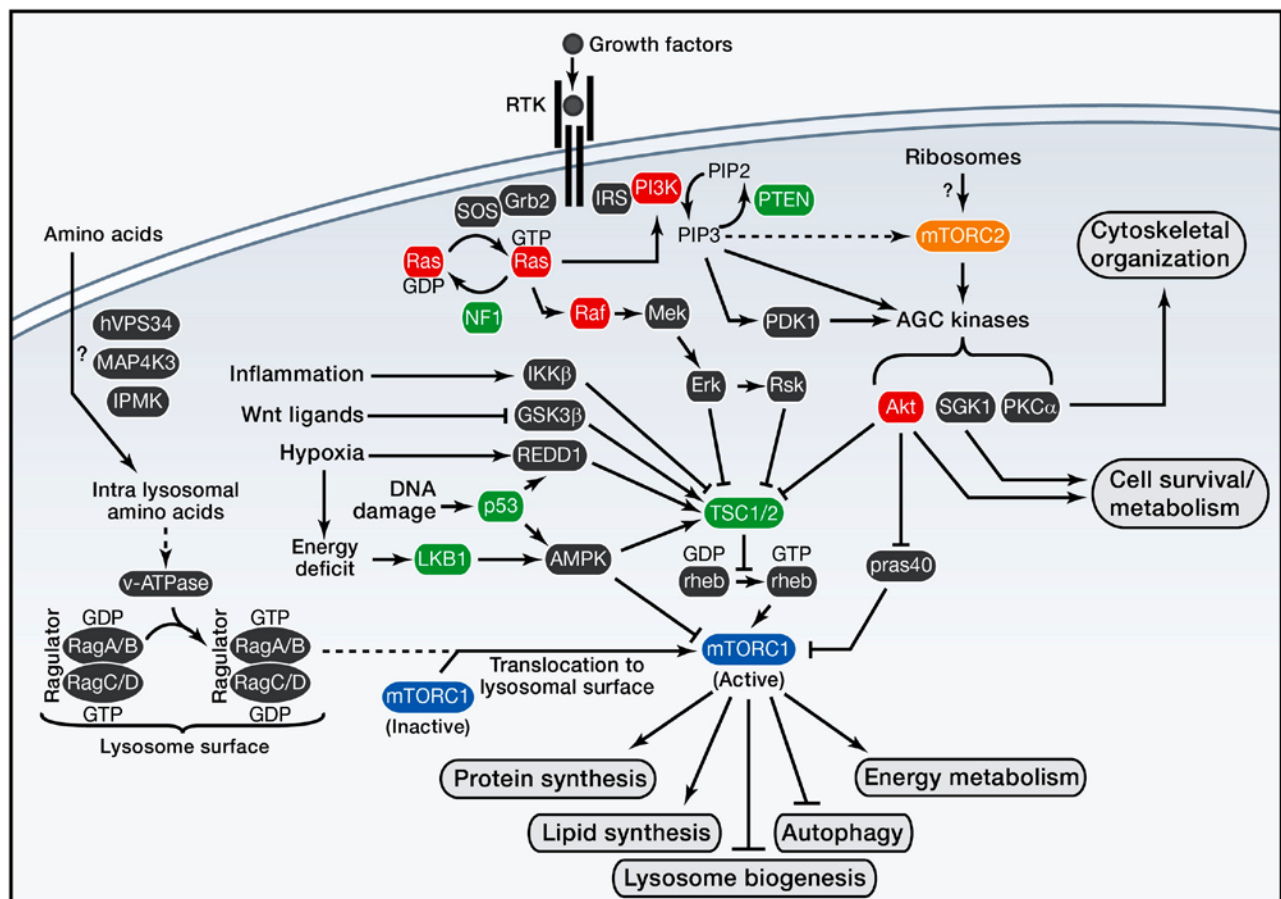 Growth factors
RTK
Ribosomes
?
PIP2
PI3K
IRS
PTEN
Grb2
SOS
Amino acids
GTP
PIP3
mTORC2
Cytoskeletal
organization
Ras
Ras
GDP
NF1
Raf
Mek
PDK1
AGC kinases
hVPS34
?
MAP4K3
IPMK
Inflammation
IKKβ
Erk
Rsk
Akt
SGK1
PKCα
Wnt ligands
GSK3β
Hypoxia
REDD1
Intra lysosomal
amino acids
DNA
damage
p53
TSC1/2
Cell survival/
metabolism
Energy
deficit
LKB1
AMPK
GDP
GTP
rheb
rheb
pras40
v-ATPase
Ragulator
GDP
RagA/B
RagC/D
GTP
Ragulator
GTP
RagA/B
RagC/D
GDP
Lysosome surface
mTORC1
(Inactive)
Translocation to
lysosomal surface
mTORC1
(Active)
Protein synthesis
Energy metabolism
Lipid synthesis
Autophagy
Lysosome biogenesis